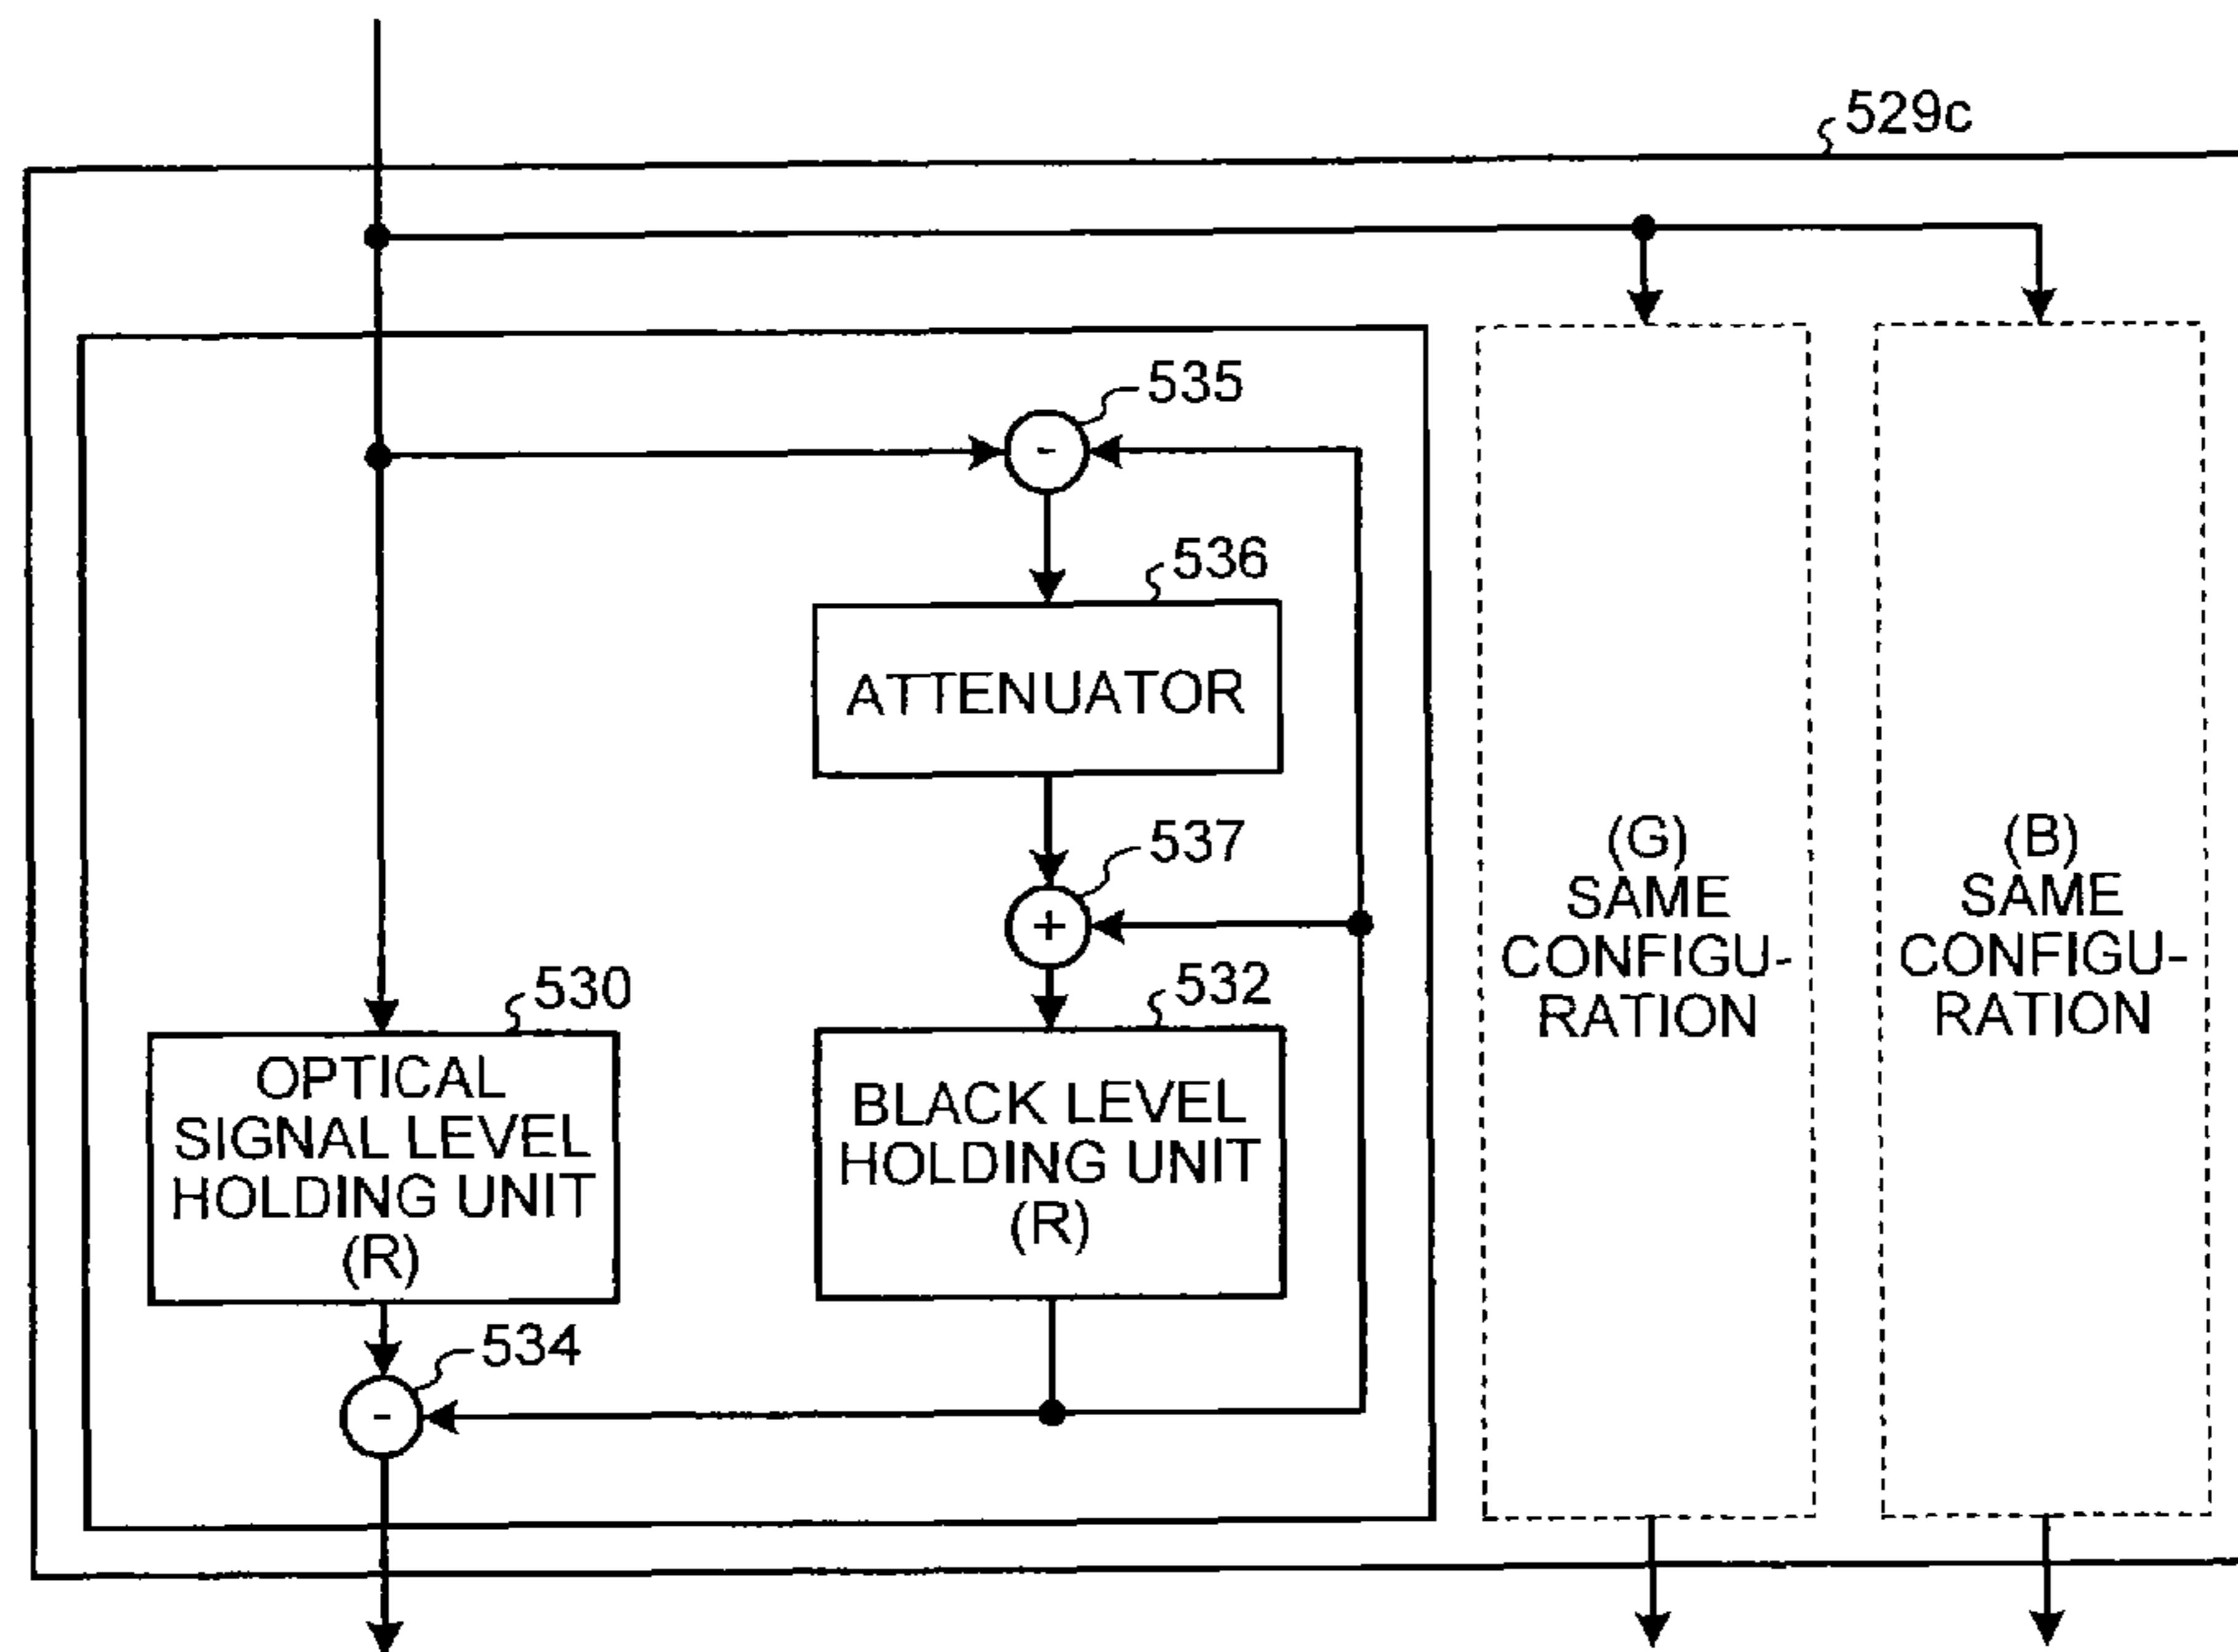 529c
535
-
536
ATTENUATOR
537
+
530
OPTICAL
SIGNAL LEVEL
HOLDING UNIT
(R)
532
BLACK LEVEL
HOLDING UNIT
(R)
534
-
(G)
SAME
CONFIGU-
RATION
(B)
SAME
CONFIGU-
RATION